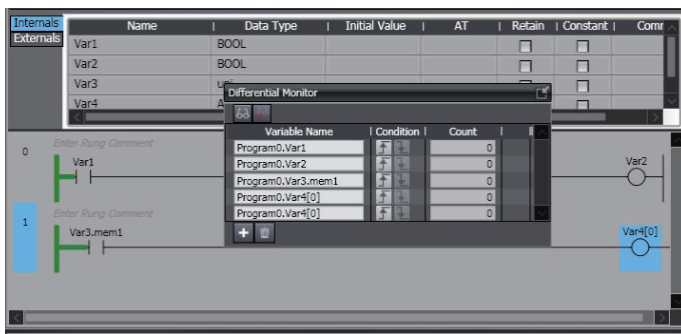 Internals
Externals
Name | Data Type | Initial Value | AT | Retain | Constant |
Var1 BOOL
Var2 BOOL
Var3
Var4
Differential Monitor
Variable Name | Condition | Count |
Program0.Var1 0
Program0.Var2 0
Program0.Var3.mem1 0
Program0.Var4[0] 0
Program0.Var4[0] 0
0 Enter Rung Comment
Var1 Var2
1 Enter Rung Comment
Var3.mem1 Var4[0]